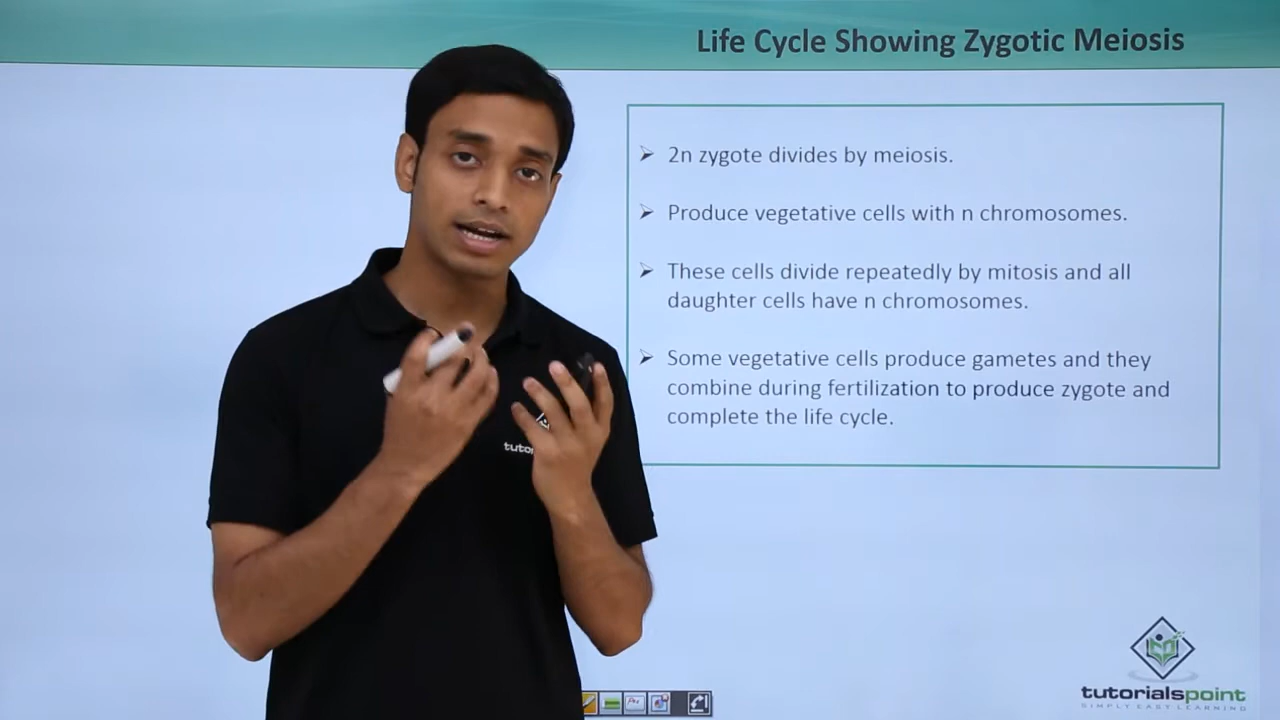 Life Cycle Showing Zygotic Meiosis
2n zygote divides by meiosis.
Produce vegetative cells with n chromosomes.
These cells divide repeatedly by mitosis and all
daughter cells have n chromosomes.
Some vegetative cells produce gametes and they
combine during fertilization to produce zygote and
complete the life cycle.
tuto
tutorialspoint
SIMPLY EASY LEARNING